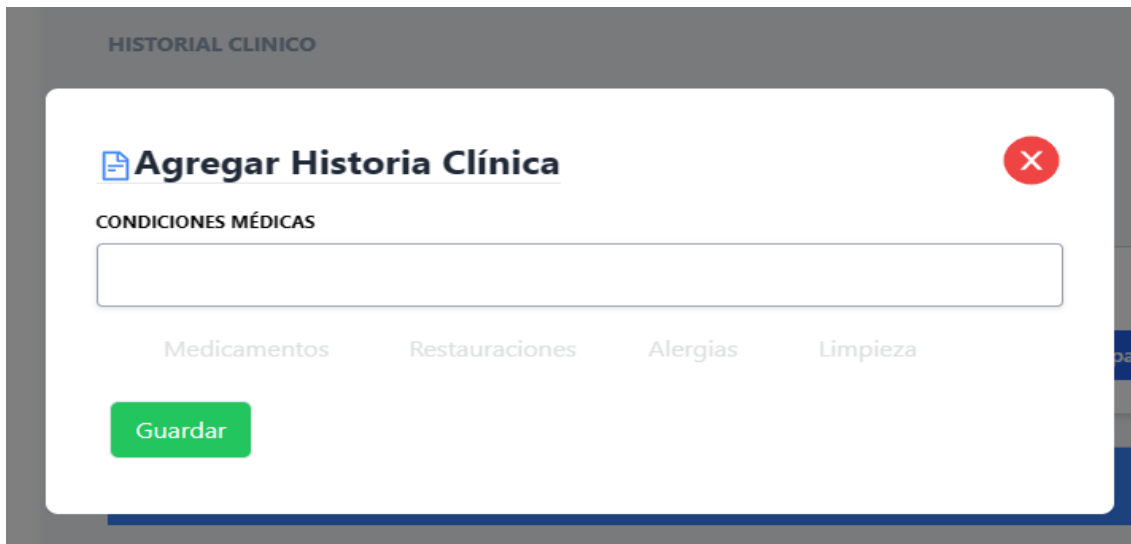 HISTORIAL CLINICO
Agregar Historia Clínica
CONDICIONES MÉDICAS
Medicamentos Restauraciones Alergias Limpieza
Guardar